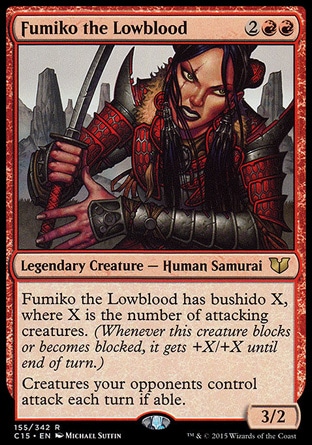 Fumiko the Lowblood 2
Legendary Creature — Human Samurai
Fumiko the Lowblood has bushido X,
where X is the number of attacking
creatures. (Whenever this creature blocks
or becomes blocked, it gets +X/+X until
end of turn.)
Creatures your opponents control
attack each turn if able.
3/2
155/342 R
C15 • EN Michael Sutfin
™ & © 2015 Wizards of the Coast